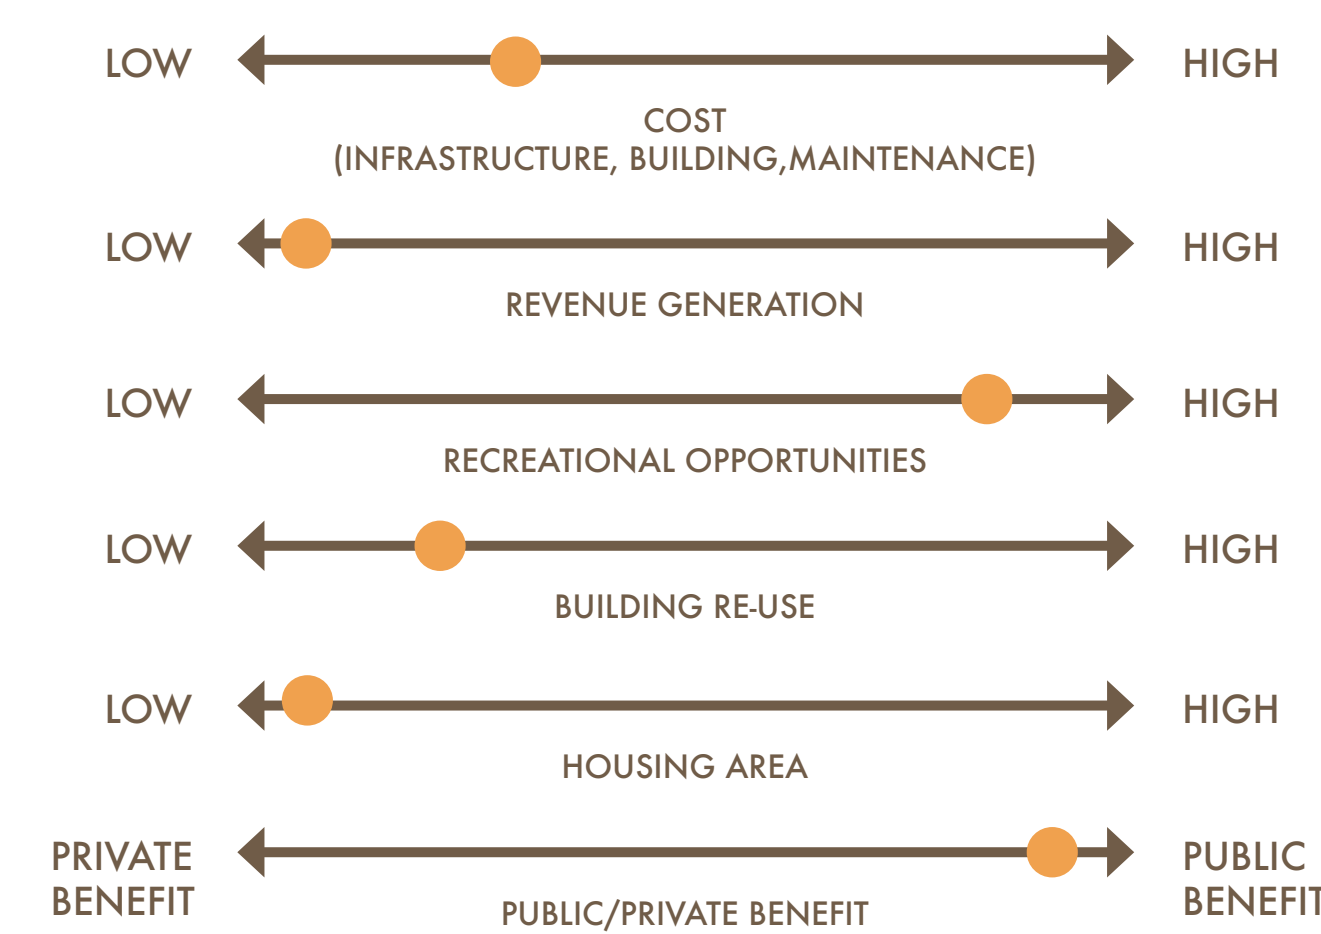 LOW HIGH
COST
(INFRASTRUCTURE, BUILDING,MAINTENANCE)
LOW HIGH
REVENUE GENERATION
LOW HIGH
RECREATIONAL OPPORTUNITIES
LOW HIGH
BUILDING RE-USE
LOW HIGH
HOUSING AREA
PRIVATE
BENEFIT
PUBLIC
BENEFIT
PUBLIC/PRIVATE BENEFIT